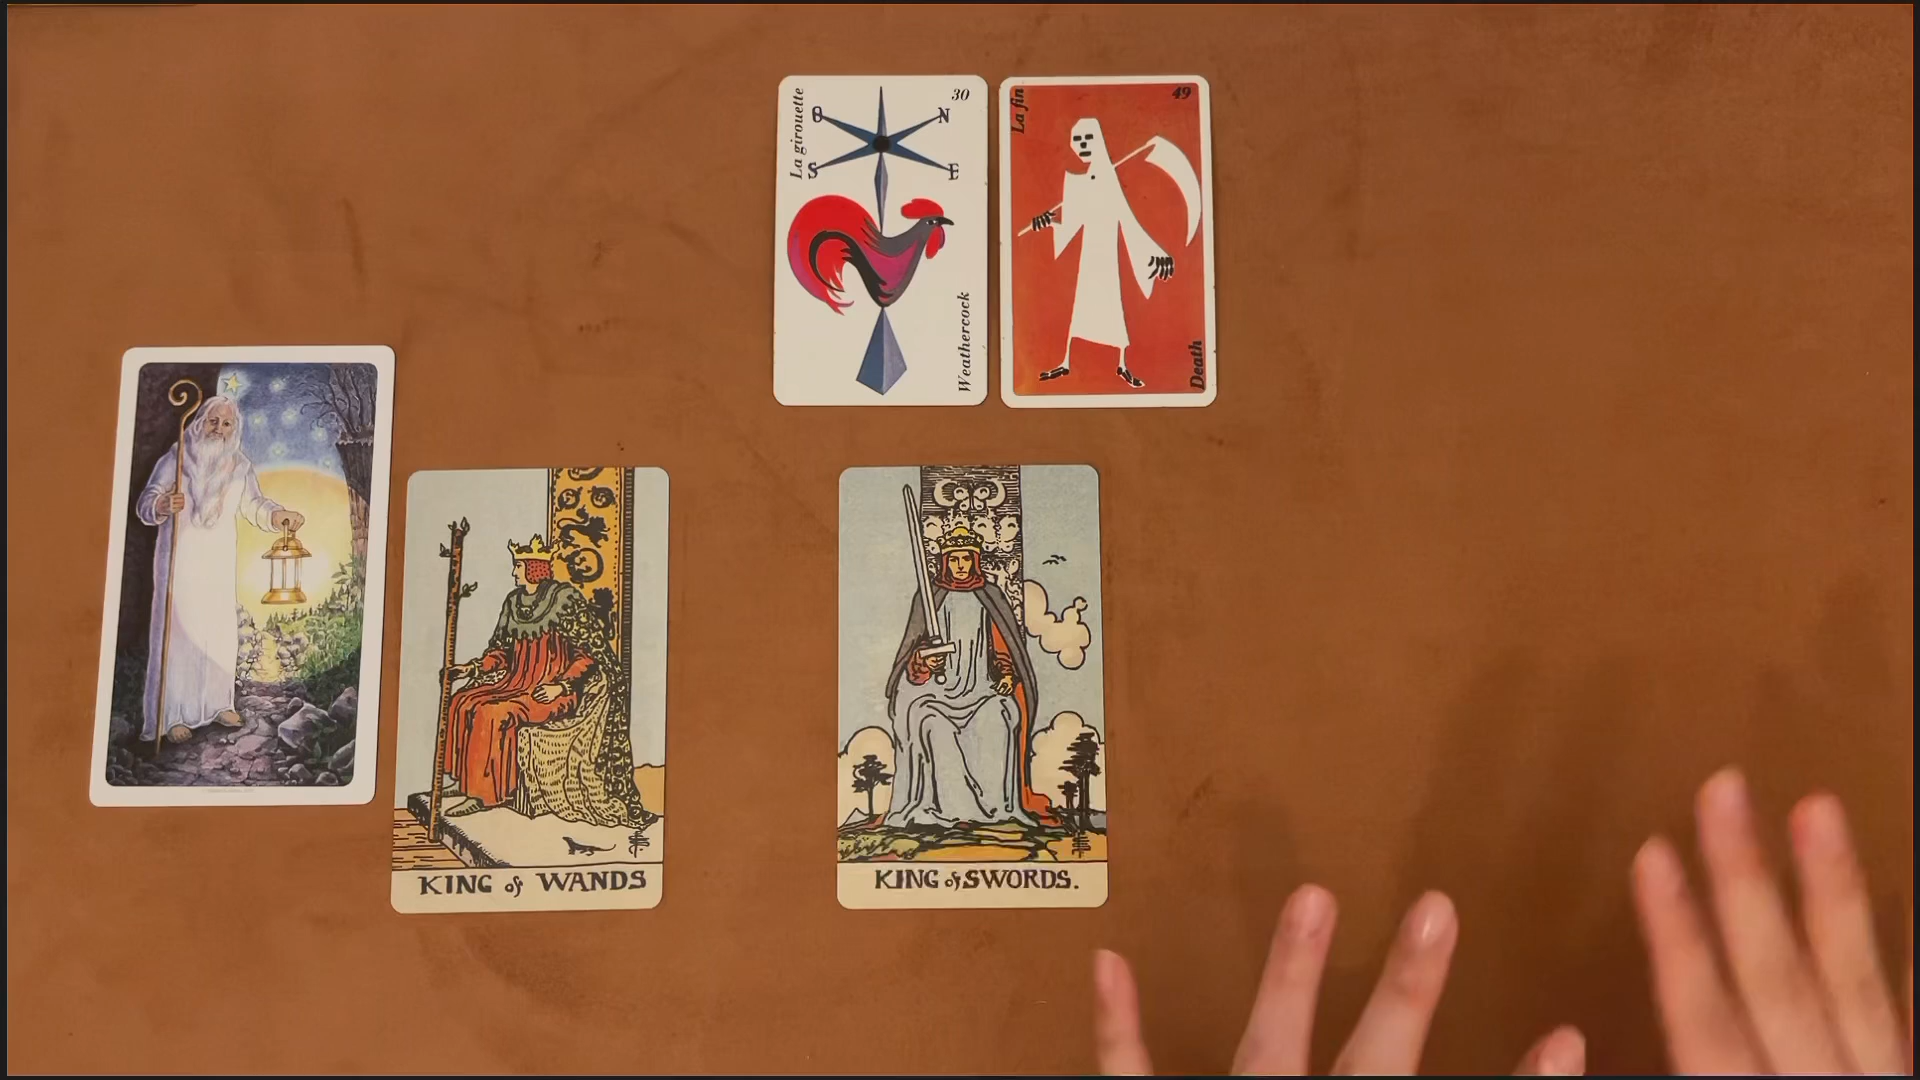 La girouette
30
O
N
S
E
Weathercock
La fin
49
Death
KING of WANDS
KING of SWORDS.